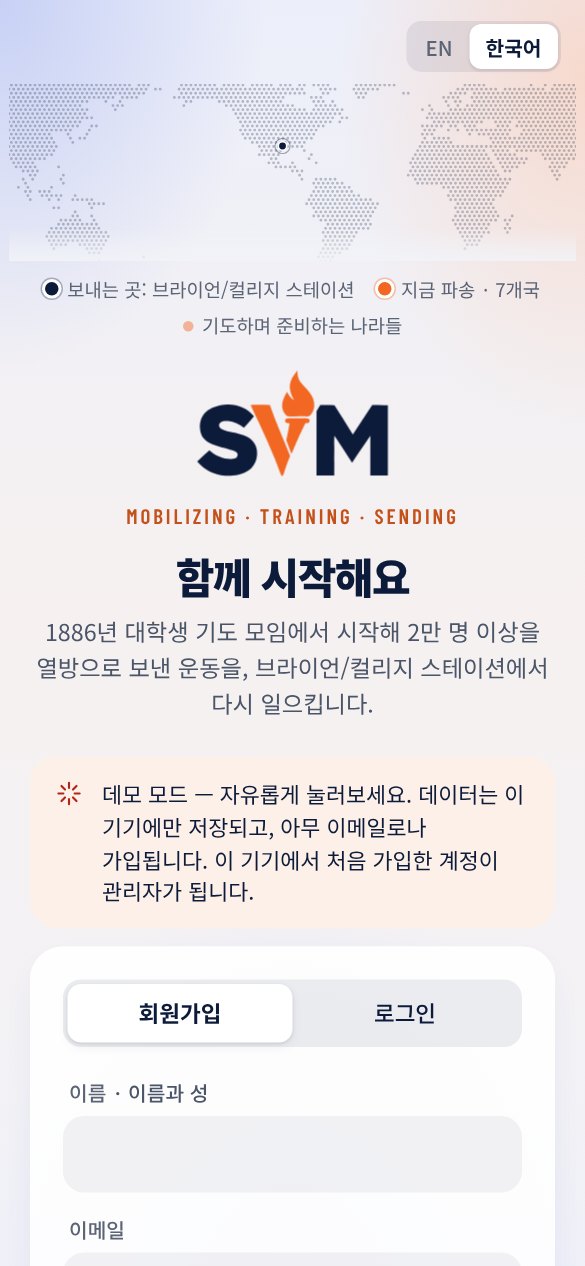 EN 한국어
보내는 곳: 브라이언/컬리지 스테이션 지금 파송 · 7개국
기도하며 준비하는 나라들
SVM
MOBILIZING · TRAINING · SENDING
함께 시작해요
1886년 대학생 기도 모임에서 시작해 2만 명 이상을
열방으로 보낸 운동을, 브라이언/컬리지 스테이션에서
다시 일으킵니다.
데모 모드 — 자유롭게 눌러보세요. 데이터는 이
기기에만 저장되고, 아무 이메일로나
가입됩니다. 이 기기에서 처음 가입한 계정이
관리자가 됩니다.
회원가입 로그인
이름 · 이름과 성
이메일